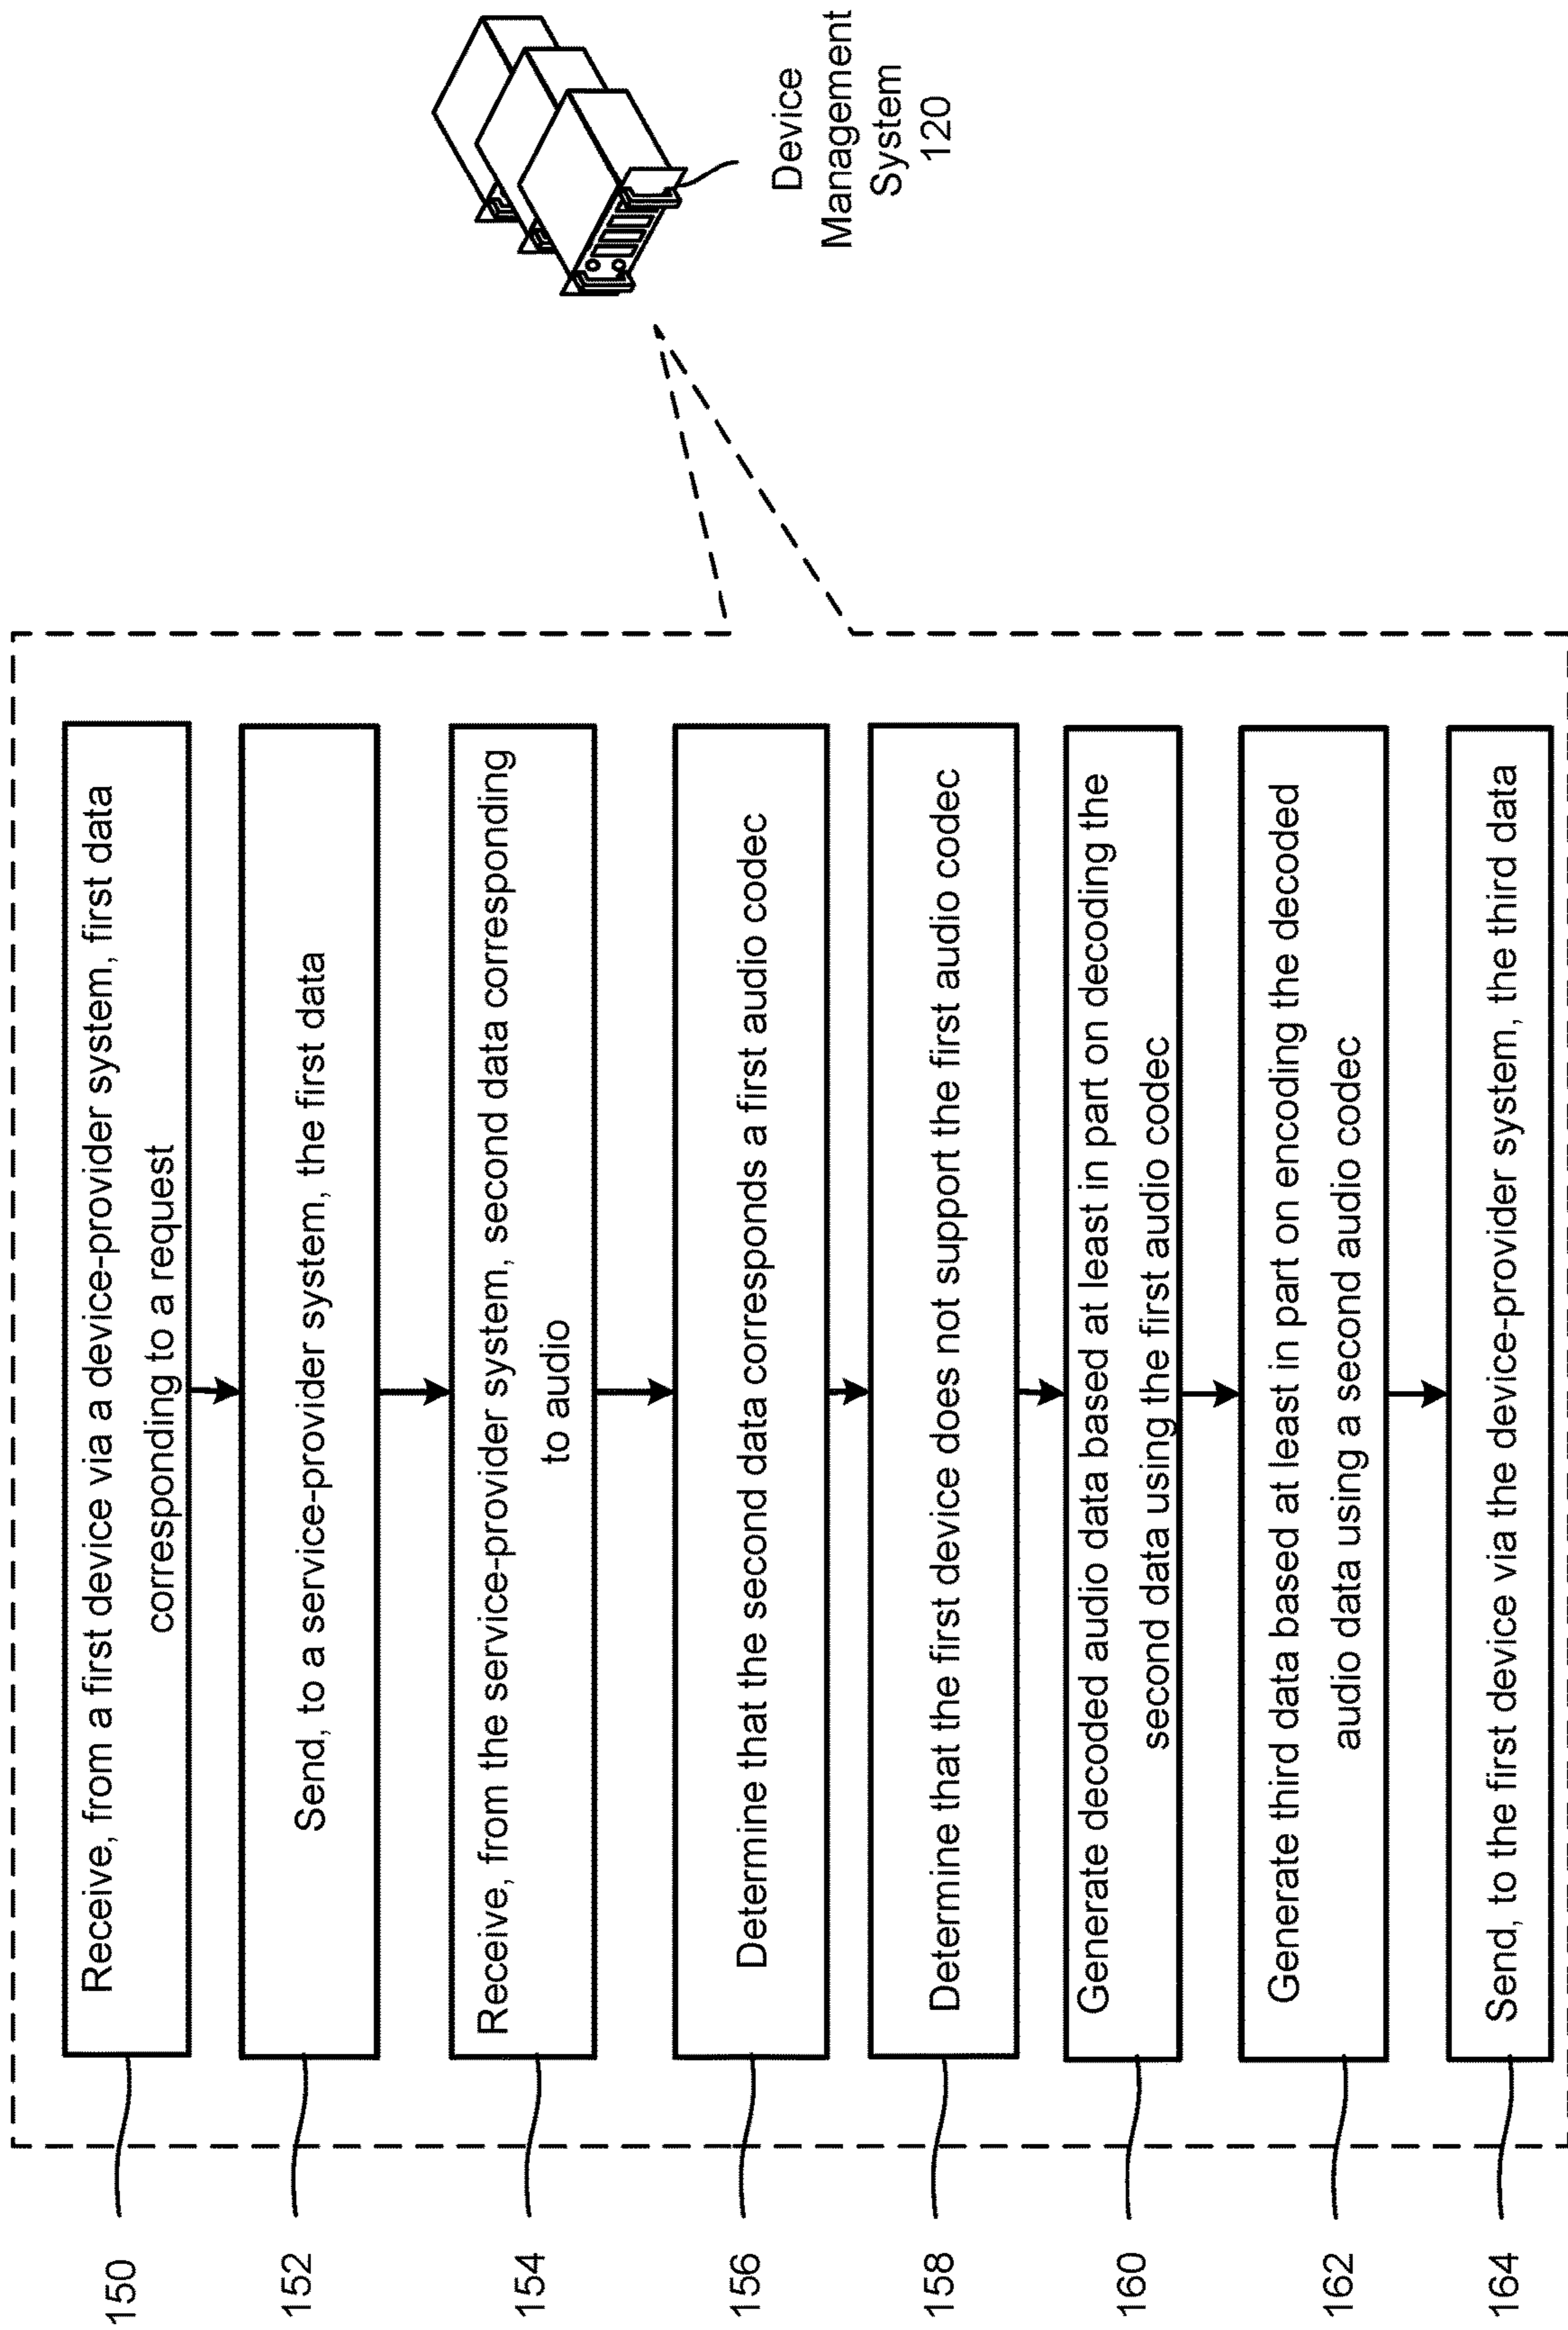 150
Receive, from a first device via a device-provider system, first data
corresponding to a request
152
Send, to a service-provider system, the first data
154
Receive, from the service-provider system, second data corresponding
to audio
156
Determine that the second data corresponds a first audio codec
158
Determine that the first device does not support the first audio codec
160
Generate decoded audio data based at least in part on decoding the
second data using the first audio codec
162
Generate third data based at least in part on encoding the decoded
audio data using a second audio codec
164
Send, to the first device via the device-provider system, the third data
Device
Management
System
120